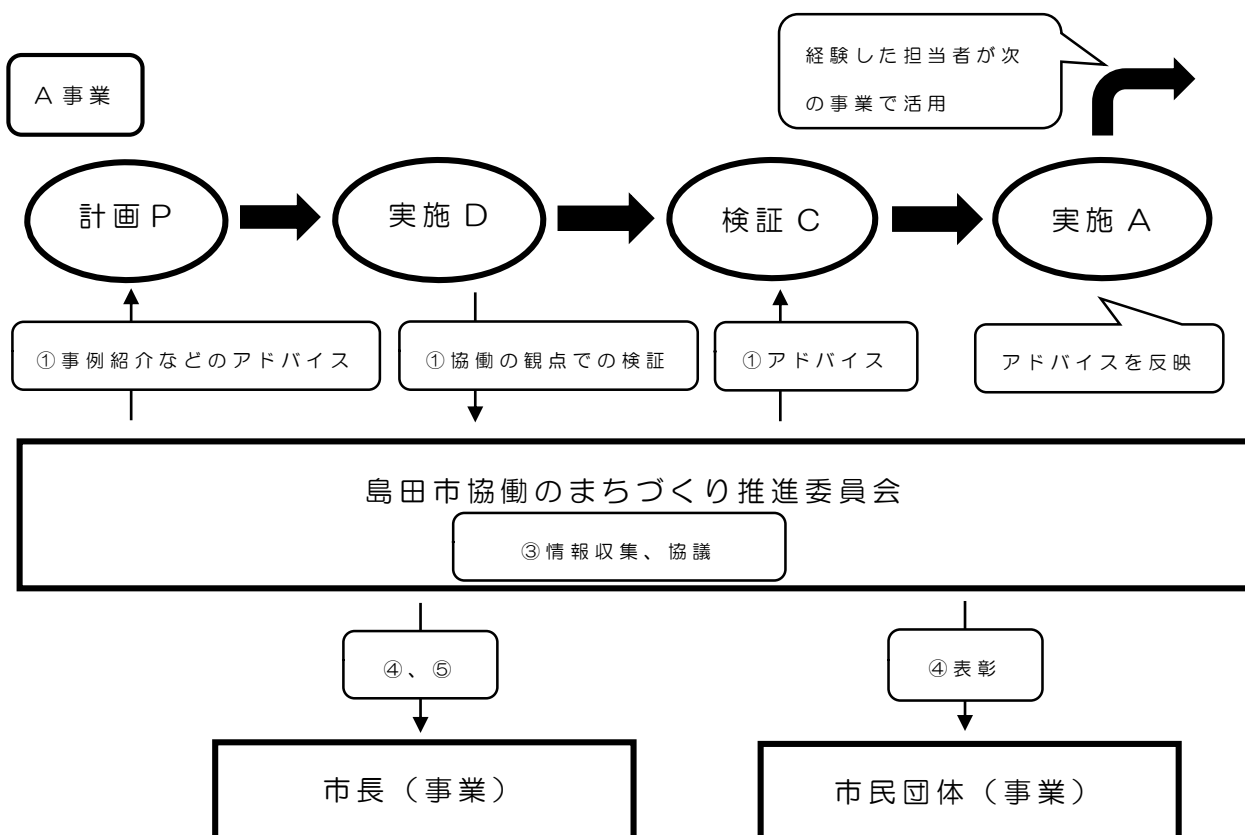 経験した担当者が次
の事業で活用
A事業
計画P
実施D
検証C
実施A
①事例紹介などのアドバイス
①協働の観点での検証
①アドバイス
アドバイスを反映
島田市協働のまちづくり推進委員会
③情報収集、協議
④、⑤
④表彰
市長（事業）
市民団体（事業）